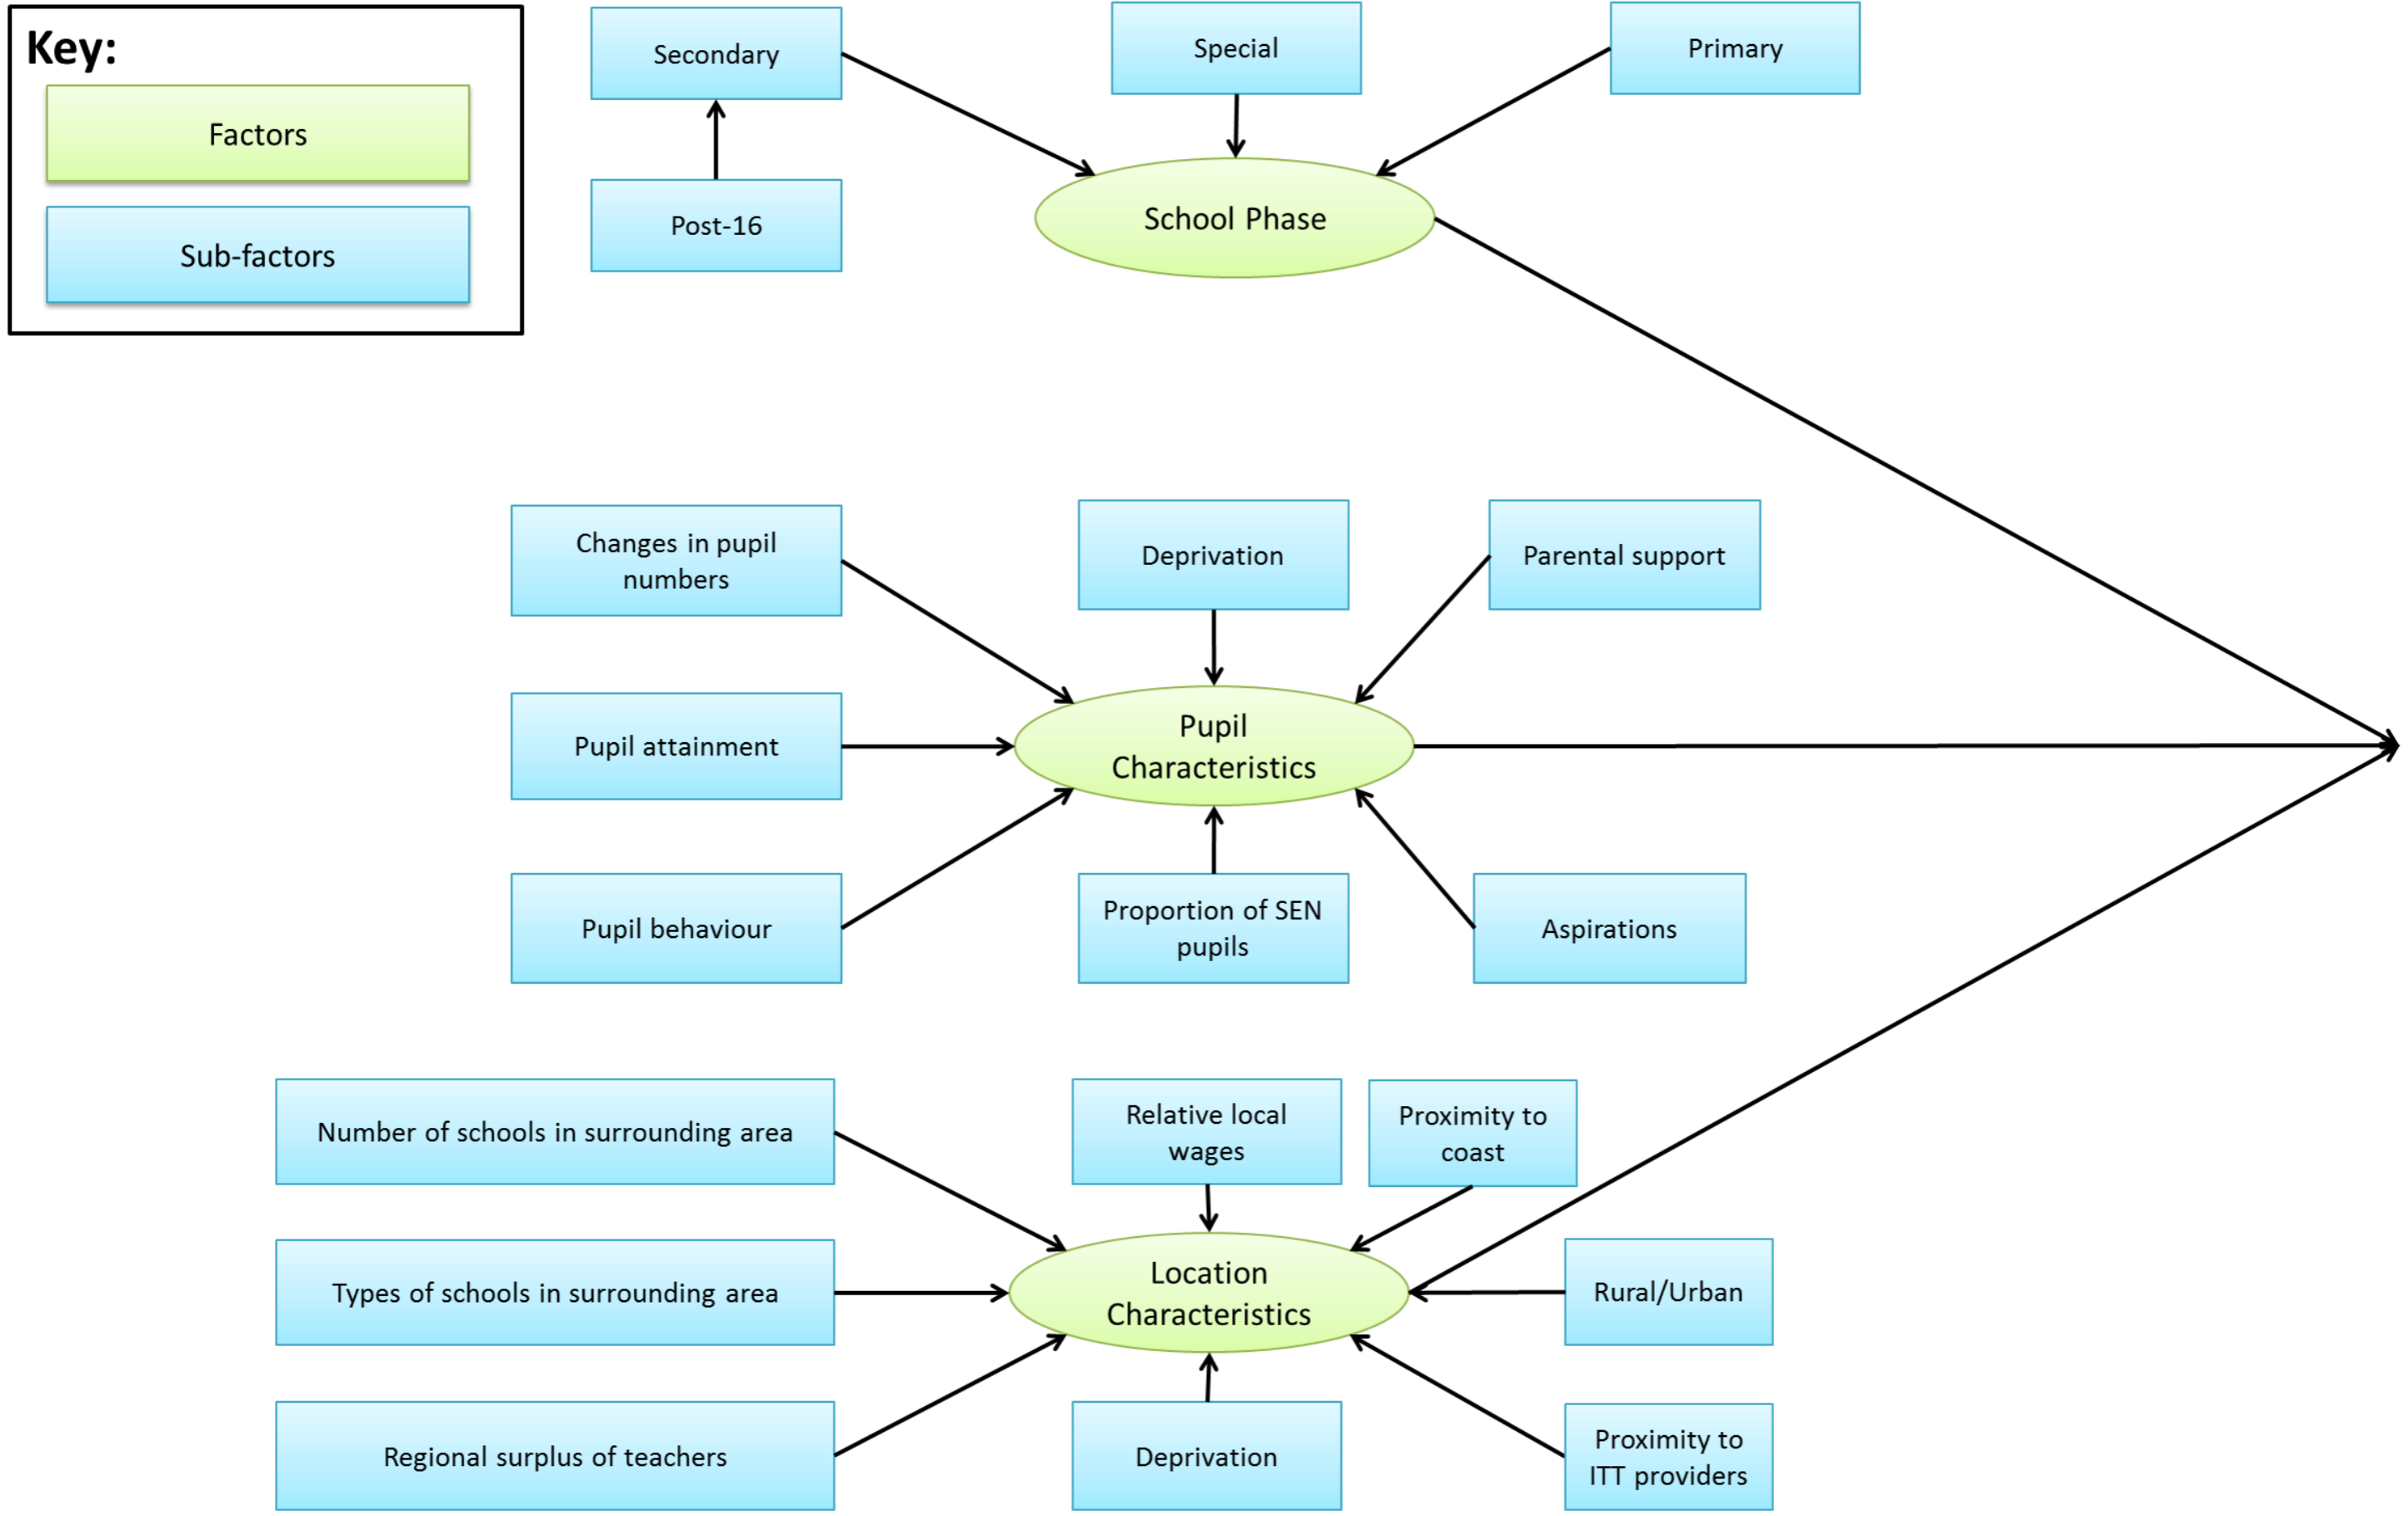 Key:
Factors
Sub-factors
Secondary
Special
Primary
Post-16
School Phase
Changes in pupil
numbers
Deprivation
Parental support
Pupil attainment
Pupil
Characteristics
Pupil behaviour
Proportion of SEN
pupils
Aspirations
Number of schools in surrounding area
Relative local
wages
Proximity to
coast
Types of schools in surrounding area
Location
Characteristics
Rural/Urban
Regional surplus of teachers
Deprivation
Proximity to
ITT providers